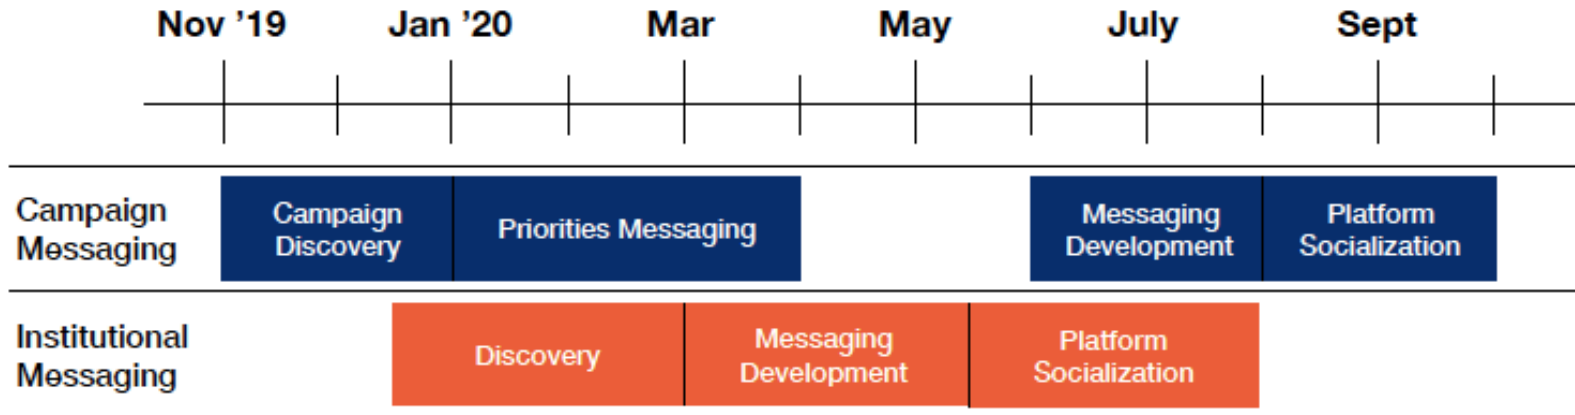 Nov ’19 Jan ’20 Mar May July Sept
Campaign
Messaging
Campaign
Discovery
Priorities Messaging
Messaging
Development
Platform
Socialization
Institutional
Messaging
Discovery
Messaging
Development
Platform
Socialization